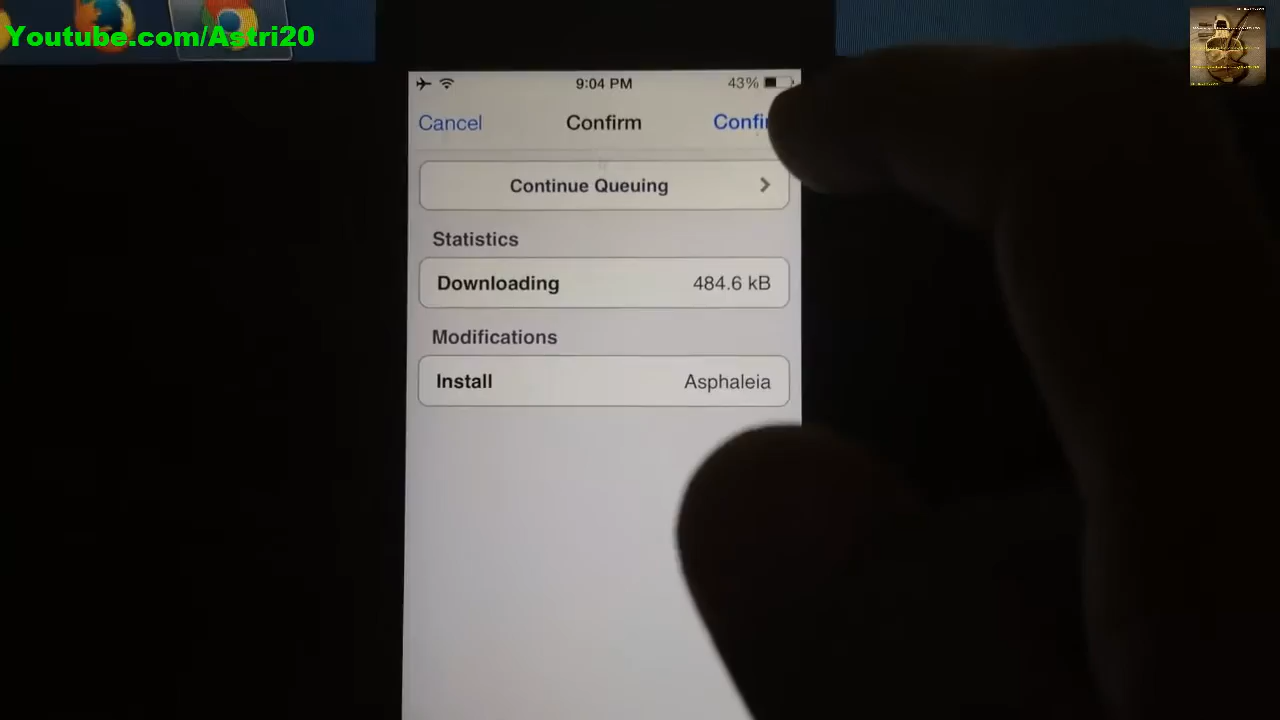 Youtube.com/Astri20
9:04 PM
43%
Cancel
Confirm
Confi
Continue Queuing
Statistics
Downloading
484.6 kB
Modifications
Install
Asphaleia